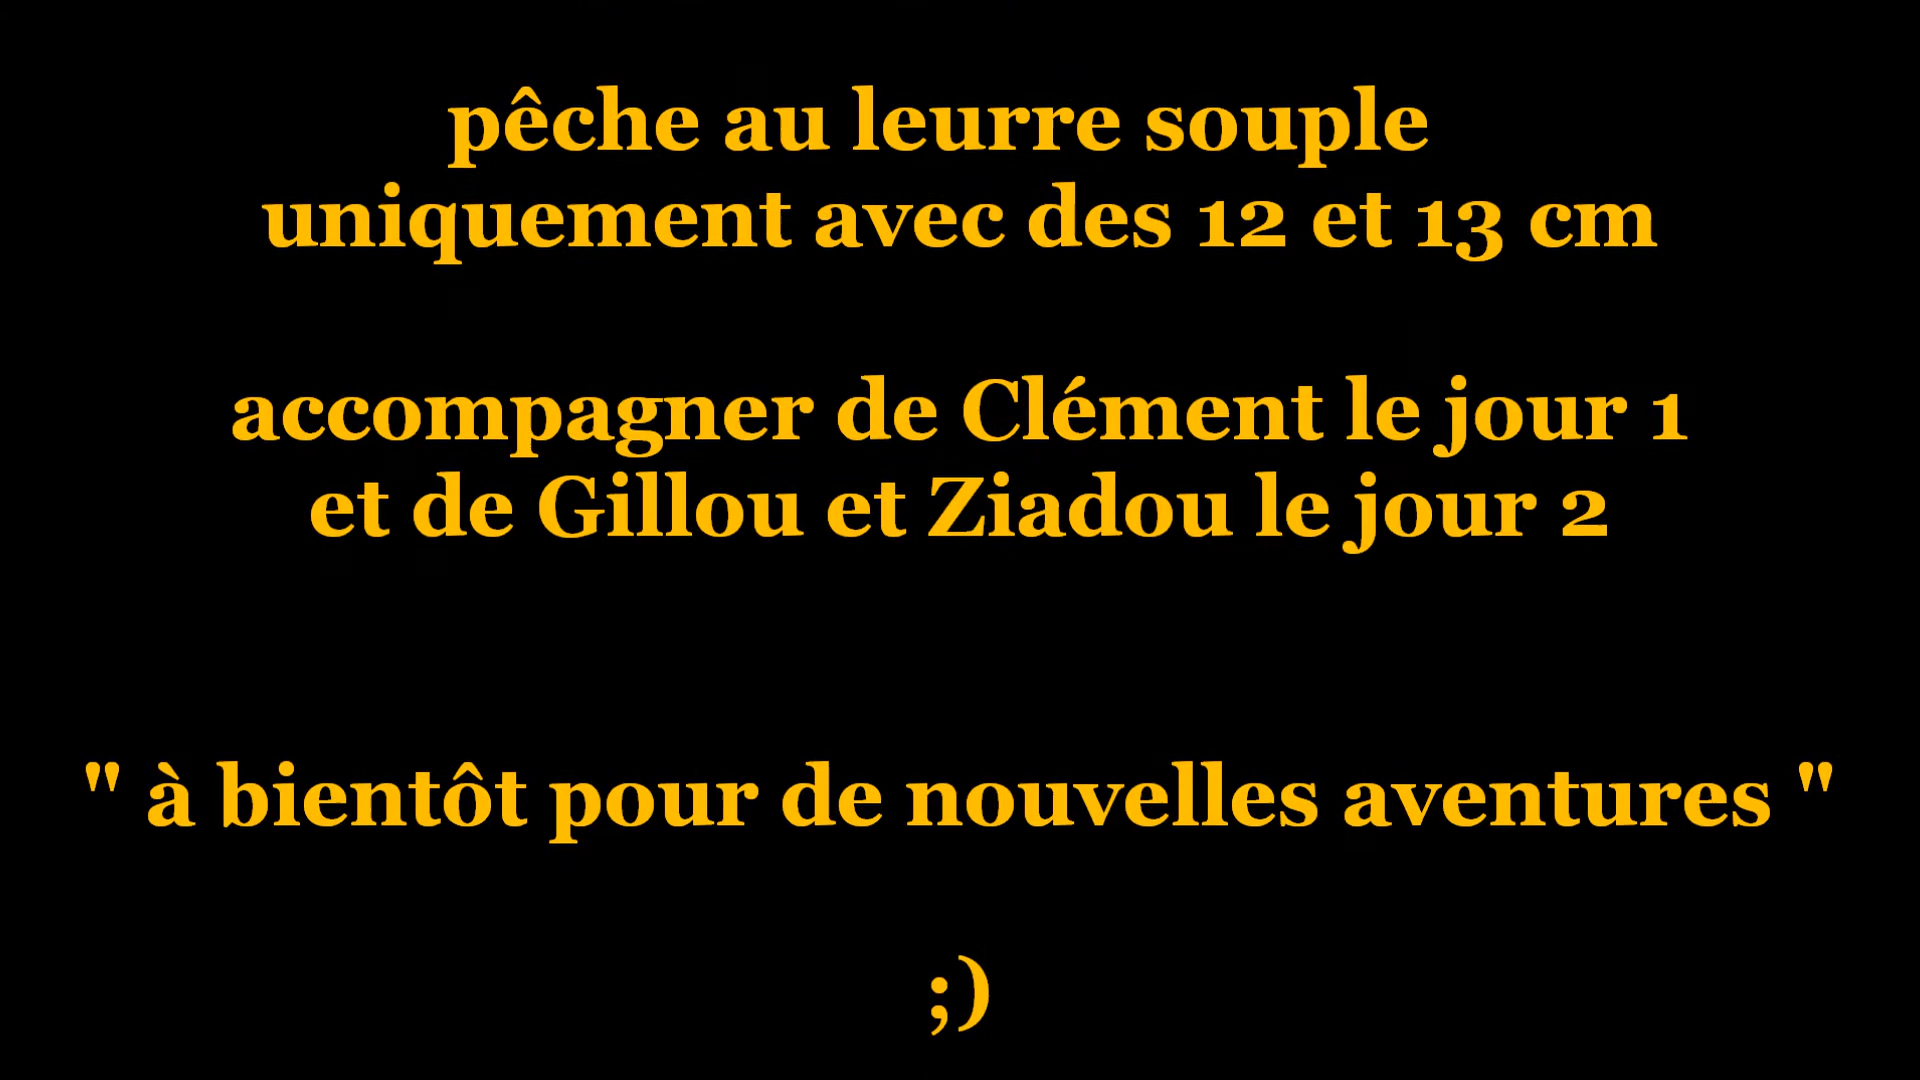 pêche au leurre souple
uniquement avec des 12 et 13 cm
accompagner de Clément le jour 1
et de Gillou et Ziadou le jour 2
" à bientôt pour de nouvelles aventures "
;)